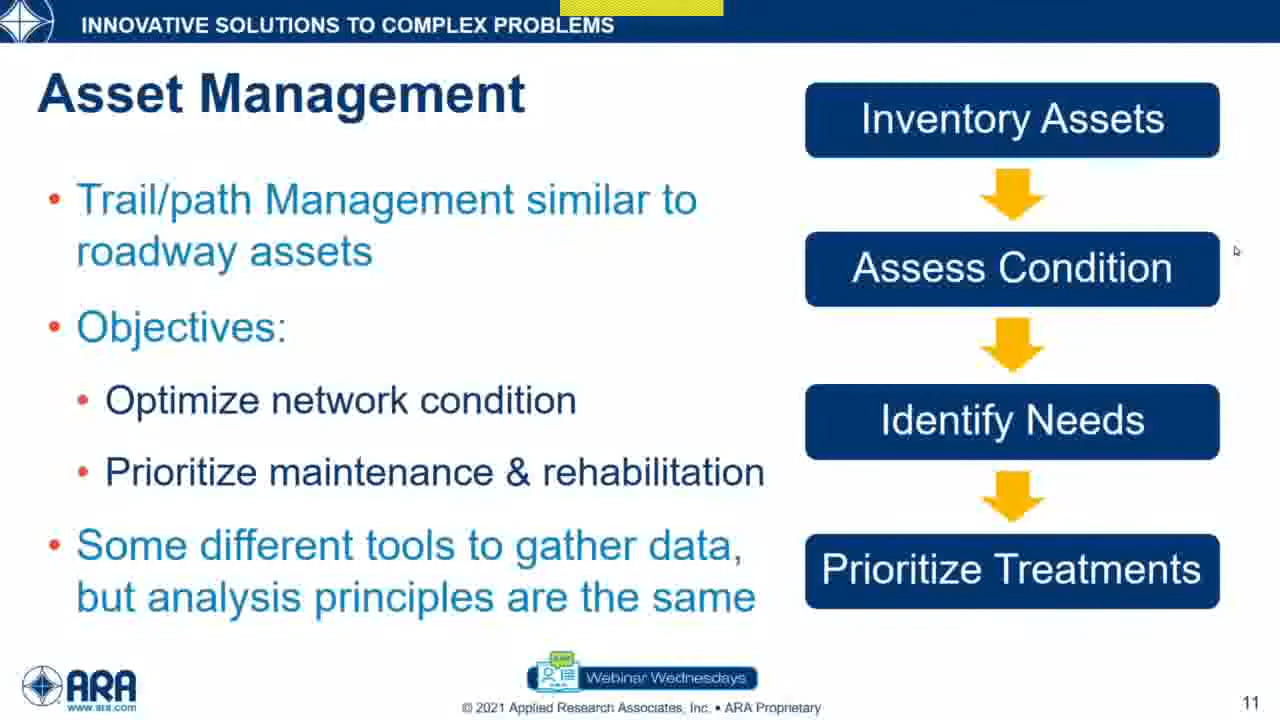 INNOVATIVE SOLUTIONS TO COMPLEX PROBLEMS
Asset Management
• Trail/path Management similar to
roadway assets
• Objectives:
• Optimize network condition
• Prioritize maintenance & rehabilitation
• Some different tools to gather data,
but analysis principles are the same
Inventory Assets
Assess Condition
Identify Needs
Prioritize Treatments
ARA
www.ara.com
Webinar Wednesdays
© 2021 Applied Research Associates, Inc. • ARA Proprietary
11